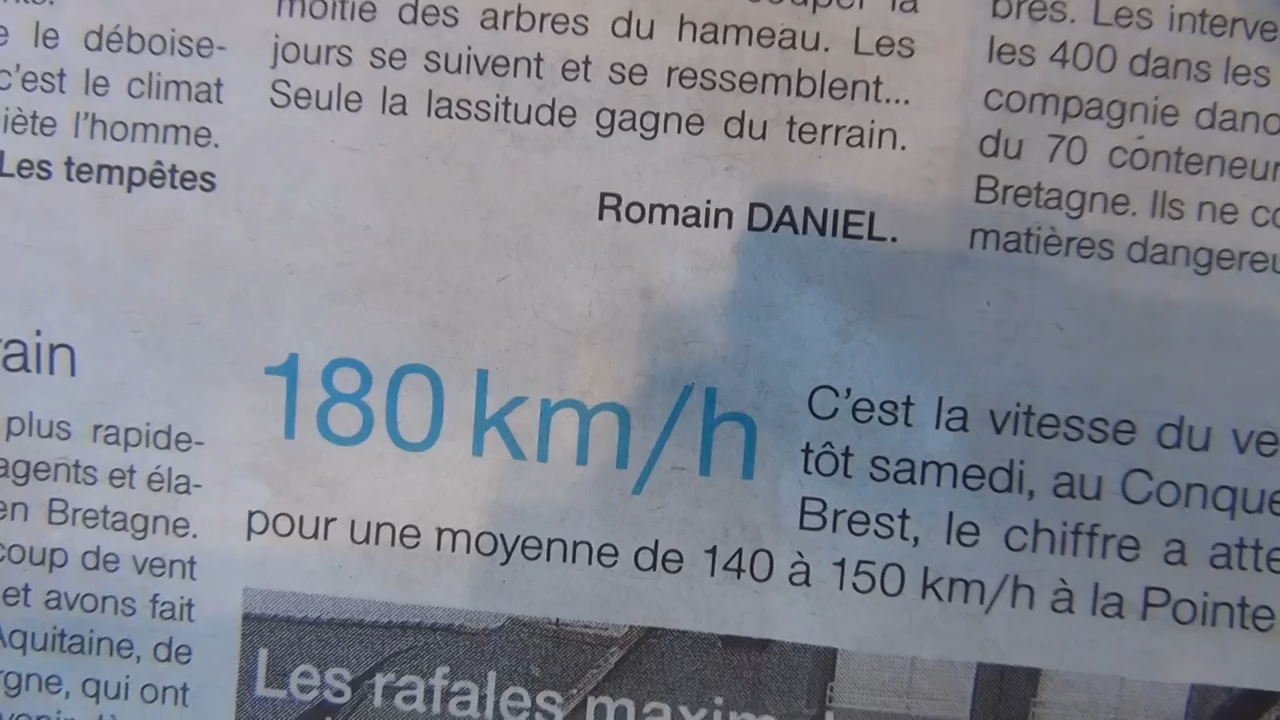 e le déboise-
c'est le climat
iète l'homme.
Les tempêtes
moitié des arbres du hameau. Les
jours se suivent et se ressemblent...
Seule la lassitude gagne du terrain.
Romain DANIEL.
bres. Les interve
les 400 dans les
compagnie dans
du 70 conteneur
Bretagne. Ils ne co
matières dangereu
ain
plus rapide-
agents et éla-
en Bretagne.
coup de vent
et avons fait
Aquitaine, de
gne, qui ont
180 km/h
C'est la vitesse du ve
tôt samedi, au Conque
Brest, le chiffre a atte
pour une moyenne de 140 à 150 km/h à la Pointe
Les rafales maxim